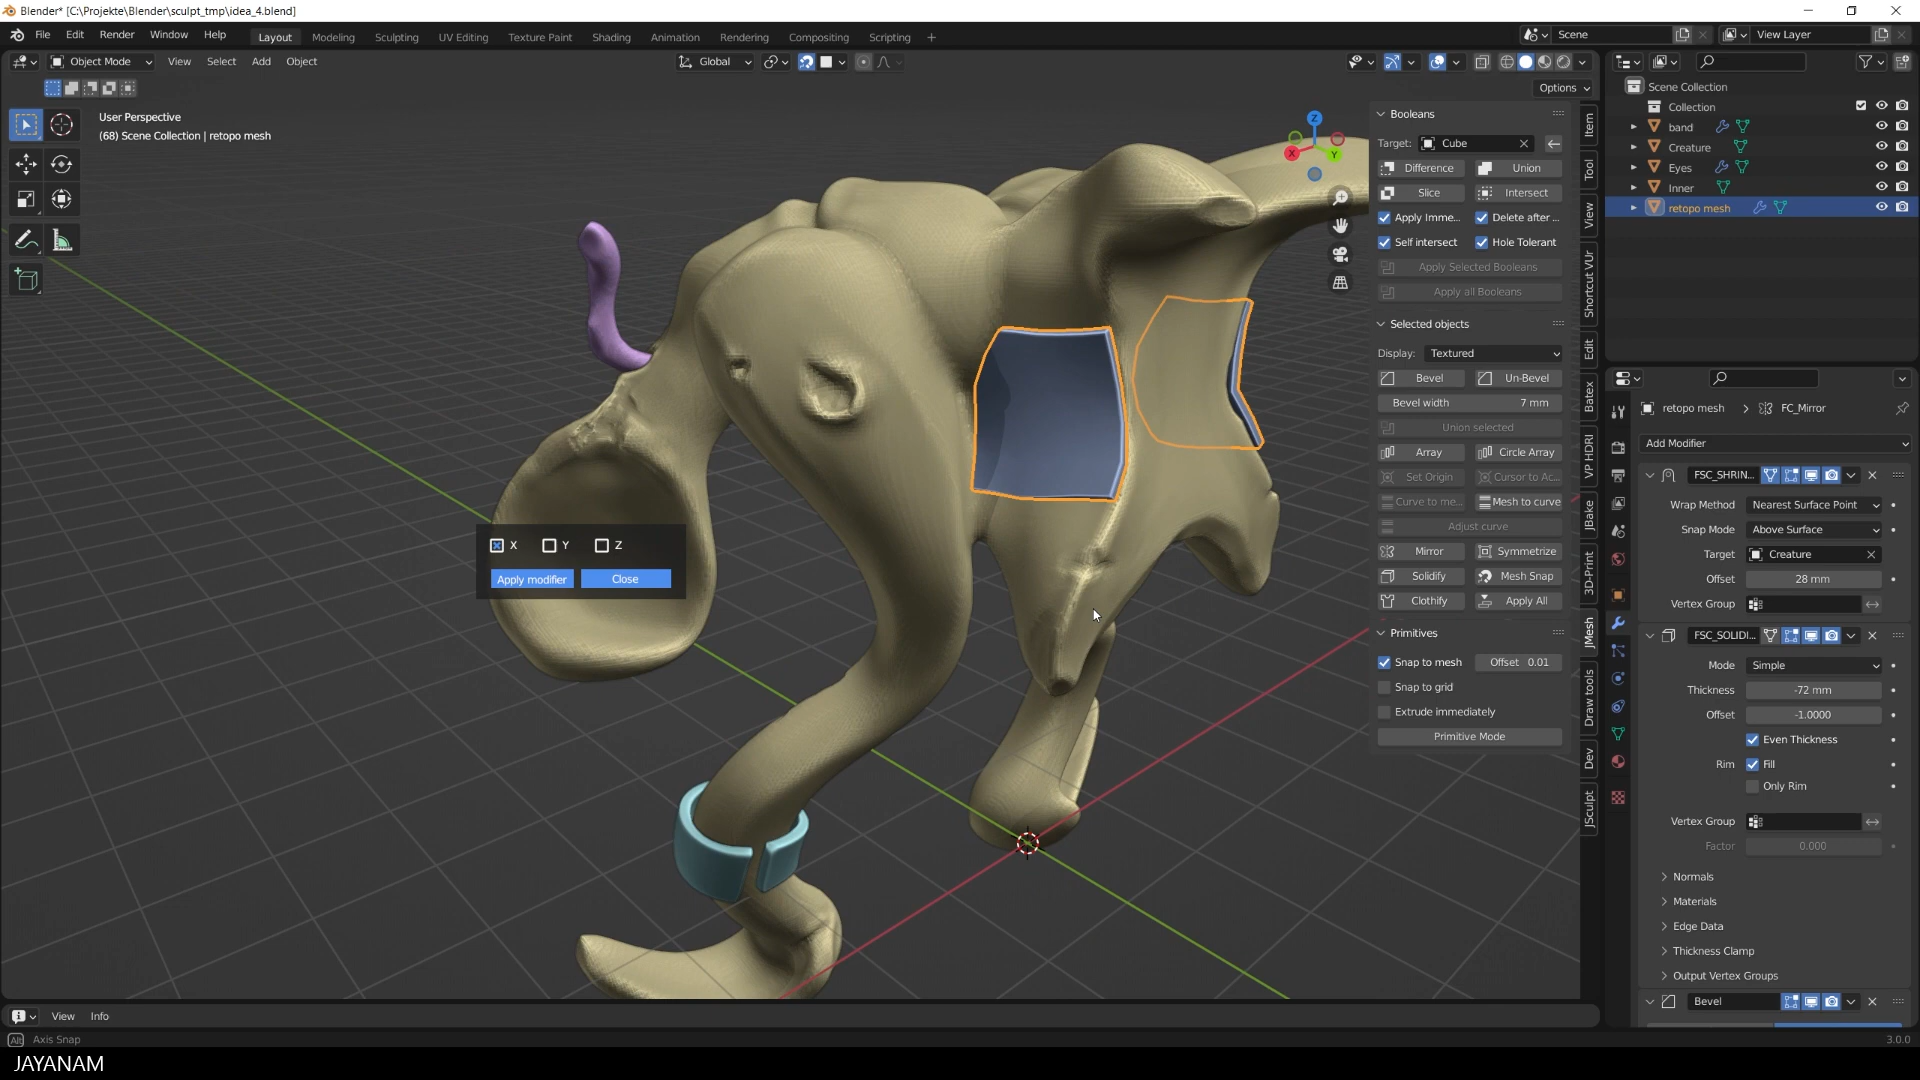 Blender* [C:\Projekte\Blender\sculpt_tmp\idea_4.blend]
File Edit Render Window Help Layout Modeling Sculpting UV Editing Texture Paint Shading Animation Rendering Compositing Scripting + Scene View Layer
Object Mode View Select Add Object Global
Options
User Perspective
(68) Scene Collection | retopo mesh
Z
X
Y
Booleans
Target: Cube
Difference Union
Slice Intersect
Apply Imme... Delete after ...
Self intersect Hole Tolerant
Apply Selected Booleans
Apply all Booleans
Selected objects
Display: Textured
Bevel Un-Bevel
Bevel width 7 mm
Union selected
Array Circle Array
Set Origin Cursor to Ac...
Curve to me... Mesh to curve
Adjust curve
Mirror Symmetrize
Solidify Mesh Snap
Clothify Apply All
Primitives
Snap to mesh Offset 0.01
Snap to grid
Extrude immediately
Primitive Mode
Item
Tool
View
Shortcut VUr
Edit
Batex
VP HDRI
JBake
3D-Print
JMesh
Draw tools
Dev
JSculpt
X Y Z
Apply modifier Close
Scene Collection
Collection
band
Creature
Eyes
Inner
retopo mesh
retopo mesh > FC_Mirror
Add Modifier
FSC_SHRIN...
Wrap Method Nearest Surface Point
Snap Mode Above Surface
Target Creature
Offset 28 mm
Vertex Group
FSC_SOLIDI...
Mode Simple
Thickness -72 mm
Offset -1.0000
Even Thickness
Rim Fill
Only Rim
Vertex Group
Factor 0.000
Normals
Materials
Edge Data
Thickness Clamp
Output Vertex Groups
Bevel
View Info
Alt Axis Snap
3.0.0
JAYANAM